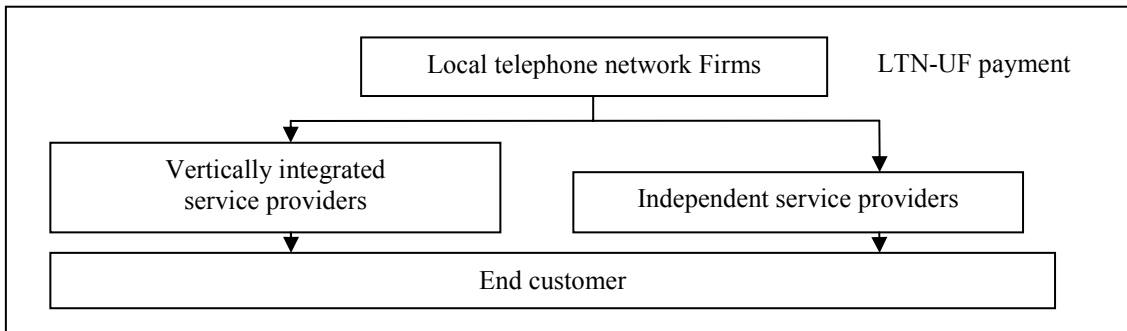 Local telephone network Firms
LTN-UF payment
Vertically integrated
service providers
Independent service providers
End customer